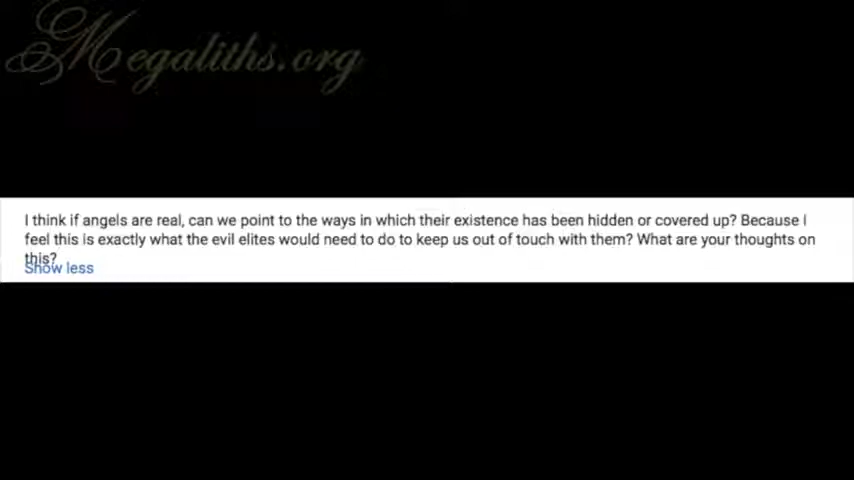 Megaliths.org
I think if angels are real, can we point to the ways in which their existence has been hidden or covered up? Because I
feel this is exactly what the evil elites would need to do to keep us out of touch with them? What are your thoughts on
this?
Show less